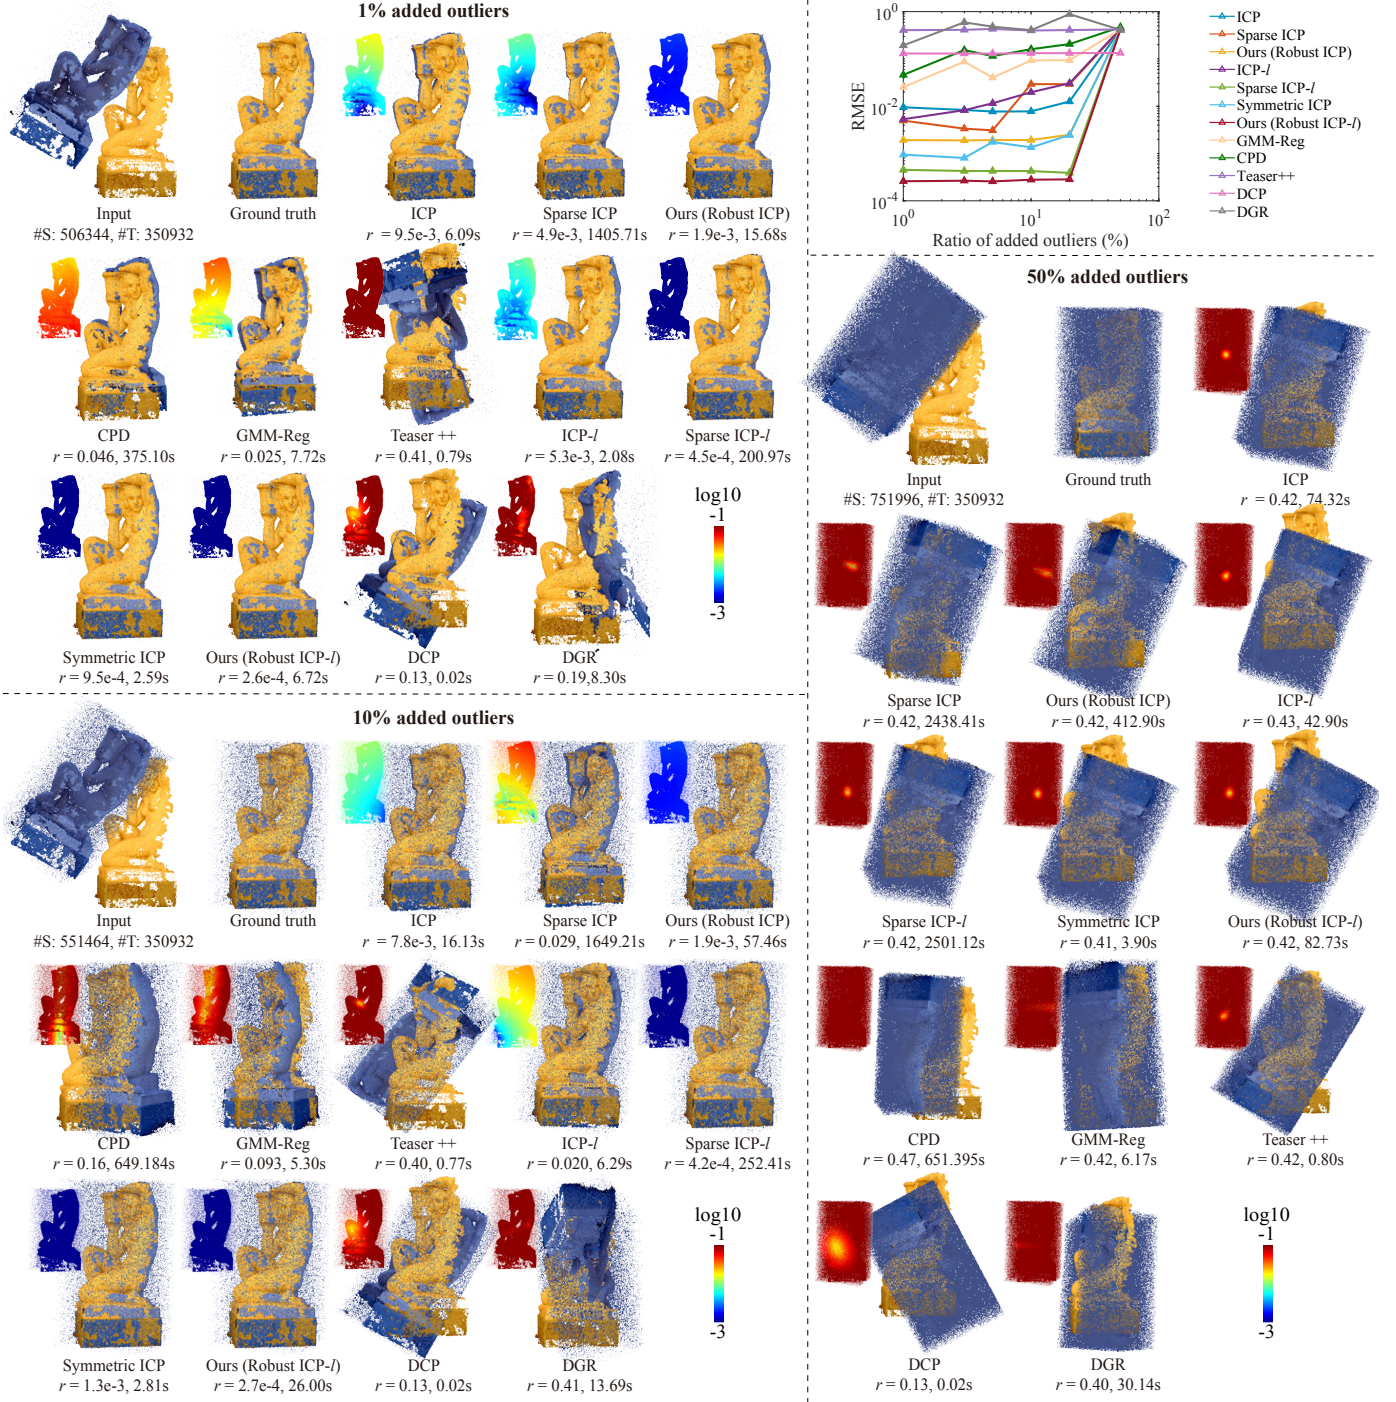 1% added outliers
Input
#S: 506344, #T: 350932
Ground truth
ICP
r = 9.5e-3, 6.09s
Sparse ICP
r = 4.9e-3, 1405.71s
Ours (Robust ICP)
r = 1.9e-3, 15.68s
CPD
r = 0.046, 375.10s
GMM-Reg
r = 0.025, 7.72s
Teaser ++
r = 0.41, 0.79s
ICP-l
r = 5.3e-3, 2.08s
Sparse ICP-l
r = 4.5e-4, 200.97s
Symmetric ICP
r = 9.5e-4, 2.59s
Ours (Robust ICP-l)
r = 2.6e-4, 6.72s
DCP
r = 0.13, 0.02s
DGR
r = 0.19,8.30s
log10
-1
-3
10% added outliers
Input
#S: 551464, #T: 350932
Ground truth
ICP
r = 7.8e-3, 16.13s
Sparse ICP
r = 0.029, 1649.21s
Ours (Robust ICP)
r = 1.9e-3, 57.46s
CPD
r = 0.16, 649.184s
GMM-Reg
r = 0.093, 5.30s
Teaser ++
r = 0.40, 0.77s
ICP-l
r = 0.020, 6.29s
Sparse ICP-l
r = 4.2e-4, 252.41s
Symmetric ICP
r = 1.3e-3, 2.81s
Ours (Robust ICP-l)
r = 2.7e-4, 26.00s
DCP
r = 0.13, 0.02s
DGR
r = 0.41, 13.69s
log10
-1
-3
RMSE
10^0
10^-2
10^-4
10^0
10^1
10^2
Ratio of added outliers (%)
ICP
Sparse ICP
Ours (Robust ICP)
ICP-l
Sparse ICP-l
Symmetric ICP
Ours (Robust ICP-l)
GMM-Reg
CPD
Teaser++
DCP
DGR
50% added outliers
Input
#S: 751996, #T: 350932
Ground truth
ICP
r = 0.42, 74.32s
Sparse ICP
r = 0.42, 2438.41s
Ours (Robust ICP)
r = 0.42, 412.90s
ICP-l
r = 0.43, 42.90s
Sparse ICP-l
r = 0.42, 2501.12s
Symmetric ICP
r = 0.41, 3.90s
Ours (Robust ICP-l)
r = 0.42, 82.73s
CPD
r = 0.47, 651.395s
GMM-Reg
r = 0.42, 6.17s
Teaser ++
r = 0.42, 0.80s
DCP
r = 0.13, 0.02s
DGR
r = 0.40, 30.14s
log10
-1
-3